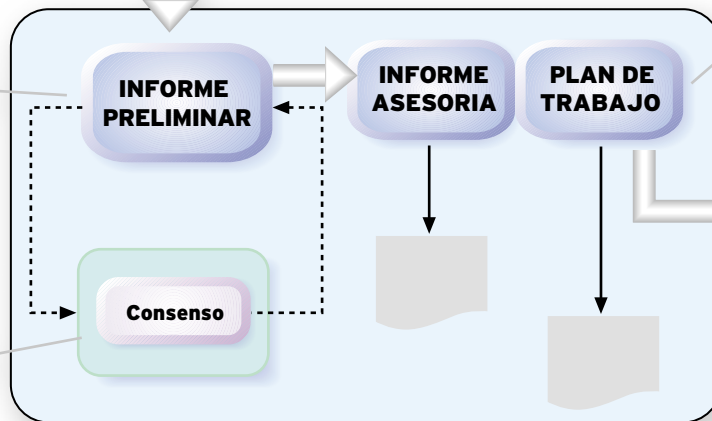 INFORME
PRELIMINAR
INFORME
ASESORIA
PLAN DE
TRABAJO
Consenso